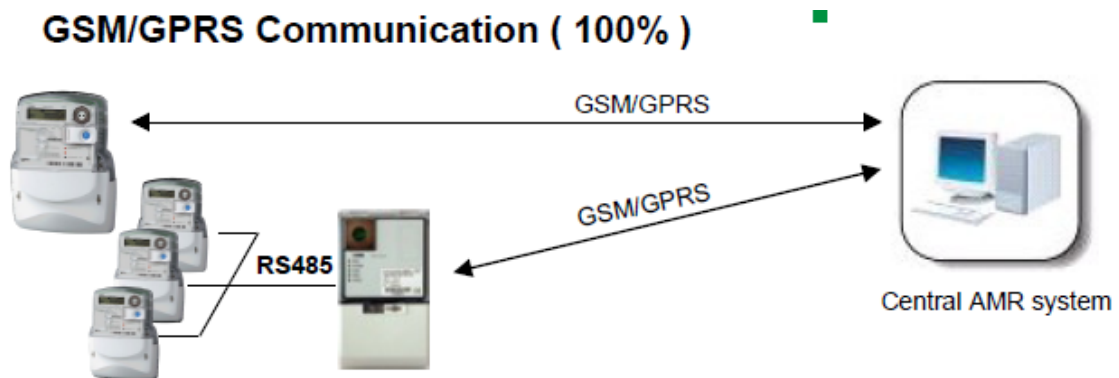 GSM/GPRS Communication ( 100% )
GSM/GPRS
GSM/GPRS
RS485
Central AMR system